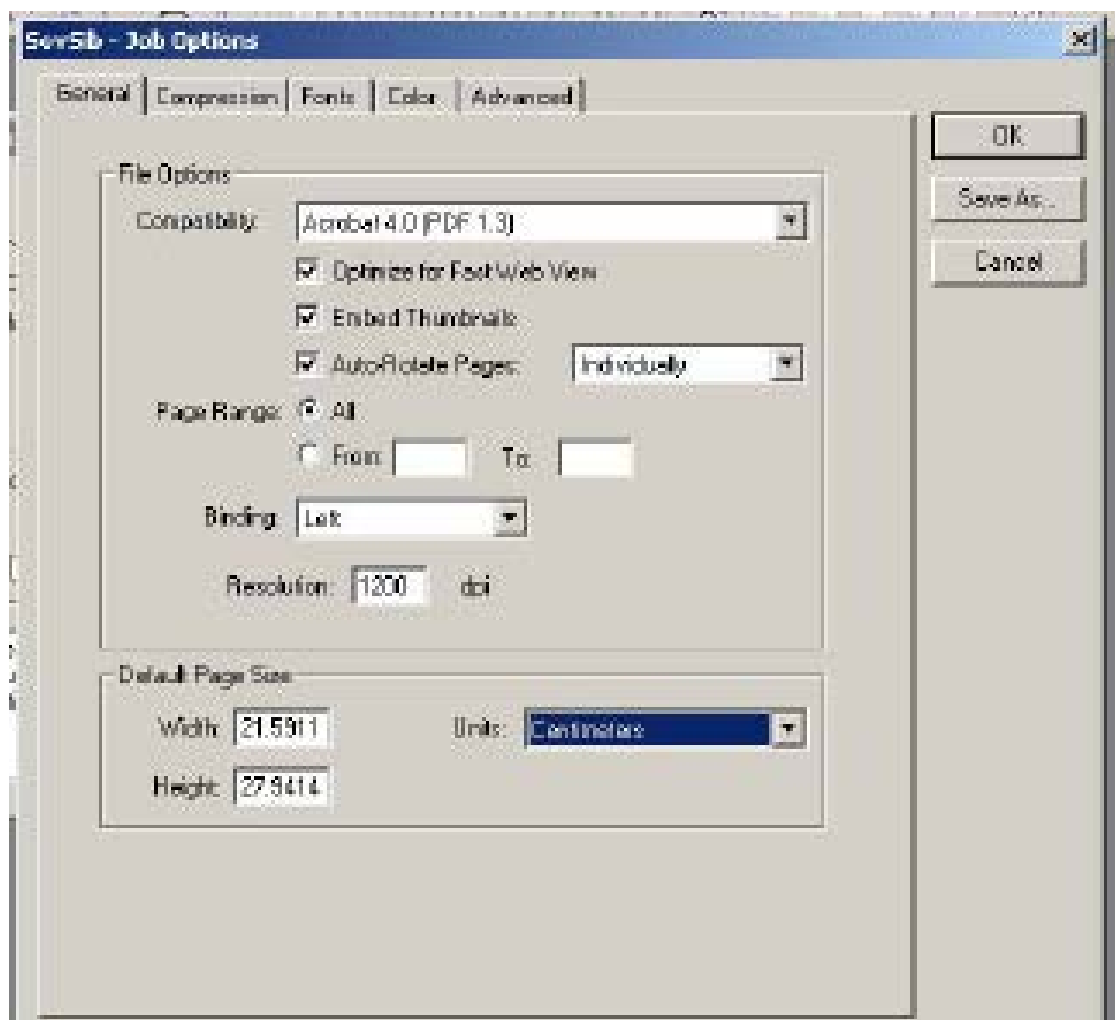 SevSib - Job Options
General Compression Fonts Color Advanced
OK
Save As...
Cancel
File Options
Compatibility: Acrobat 4.0 (PDF 1.3)
Optimize for Fast Web View
Embed Thumbnails
Auto-Rotate Pages: Individually
Page Range: All
From: To:
Binding: Left
Resolution: 1200 dpi
Default Page Size
Width: 21.5911 Units: Centimeters
Height: 27.9414